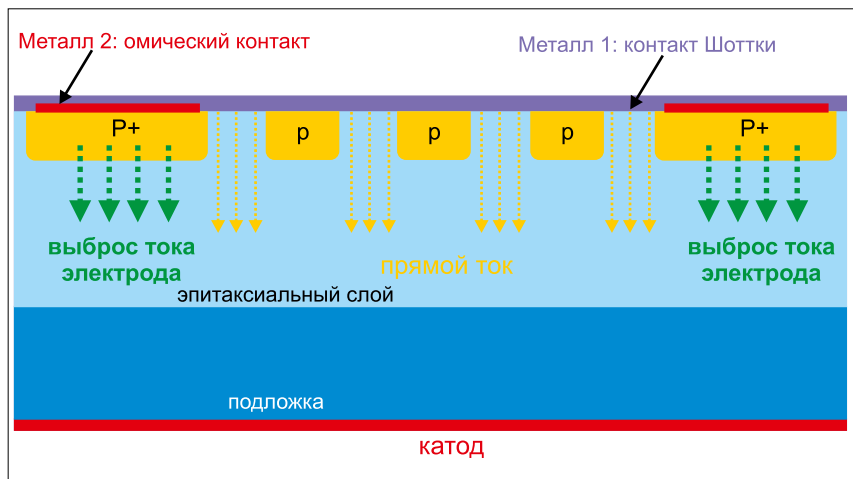 Металл 2: омический контакт
Металл 1: контакт Шоттки
P+
p
p
p
P+
выброс тока
электрода
прямой ток
выброс тока
электрода
эпитаксиальный слой
подложка
катод